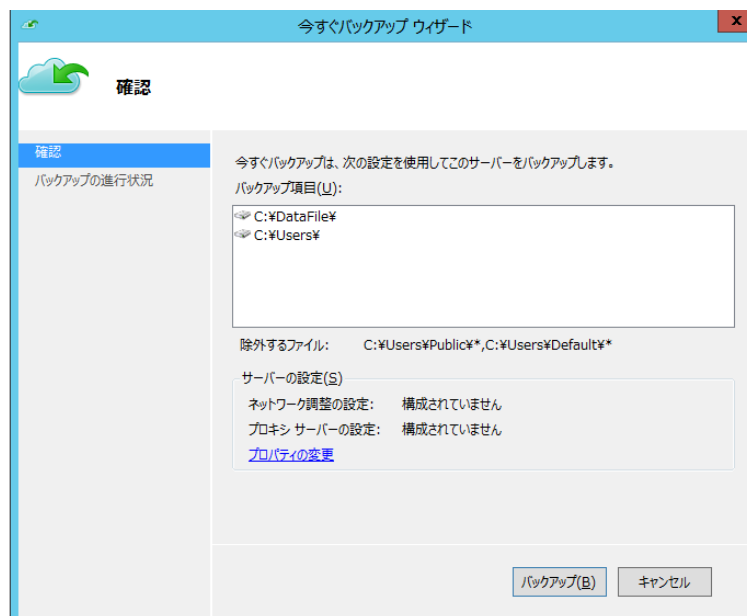 今すぐバックアップ ウィザード
x
確認
確認
バックアップの進行状況
今すぐバックアップは、次の設定を使用してこのサーバーをバックアップします。
バックアップ項目(U):
C:¥DataFile¥
C:¥Users¥
除外するファイル: C:¥Users¥Public¥*,C:¥Users¥Default¥*
サーバーの設定(S)
ネットワーク調整の設定: 構成されていません
プロキシ サーバーの設定: 構成されていません
プロパティの変更
バックアップ(B) キャンセル